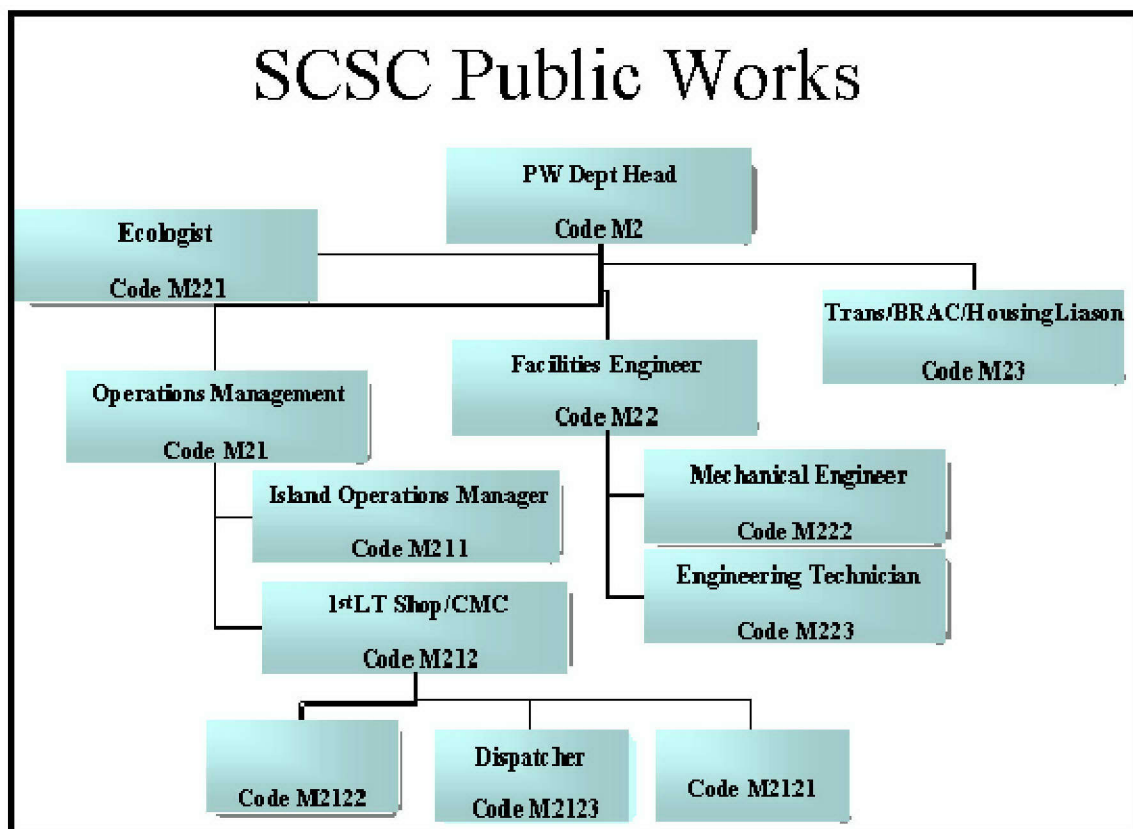 SCSC Public Works
PW Dept Head
Code M2
Ecologist
Code M221
Trans/BRAC/HousingLiason
Code M23
Facilities Engineer
Code M22
Operations Management
Code M21
Mechanical Engineer
Code M222
Island Operations Manager
Code M211
Engineering Technician
Code M223
1stLT Shop/CMC
Code M212
Code M2122
Dispatcher
Code M2123
Code M2121